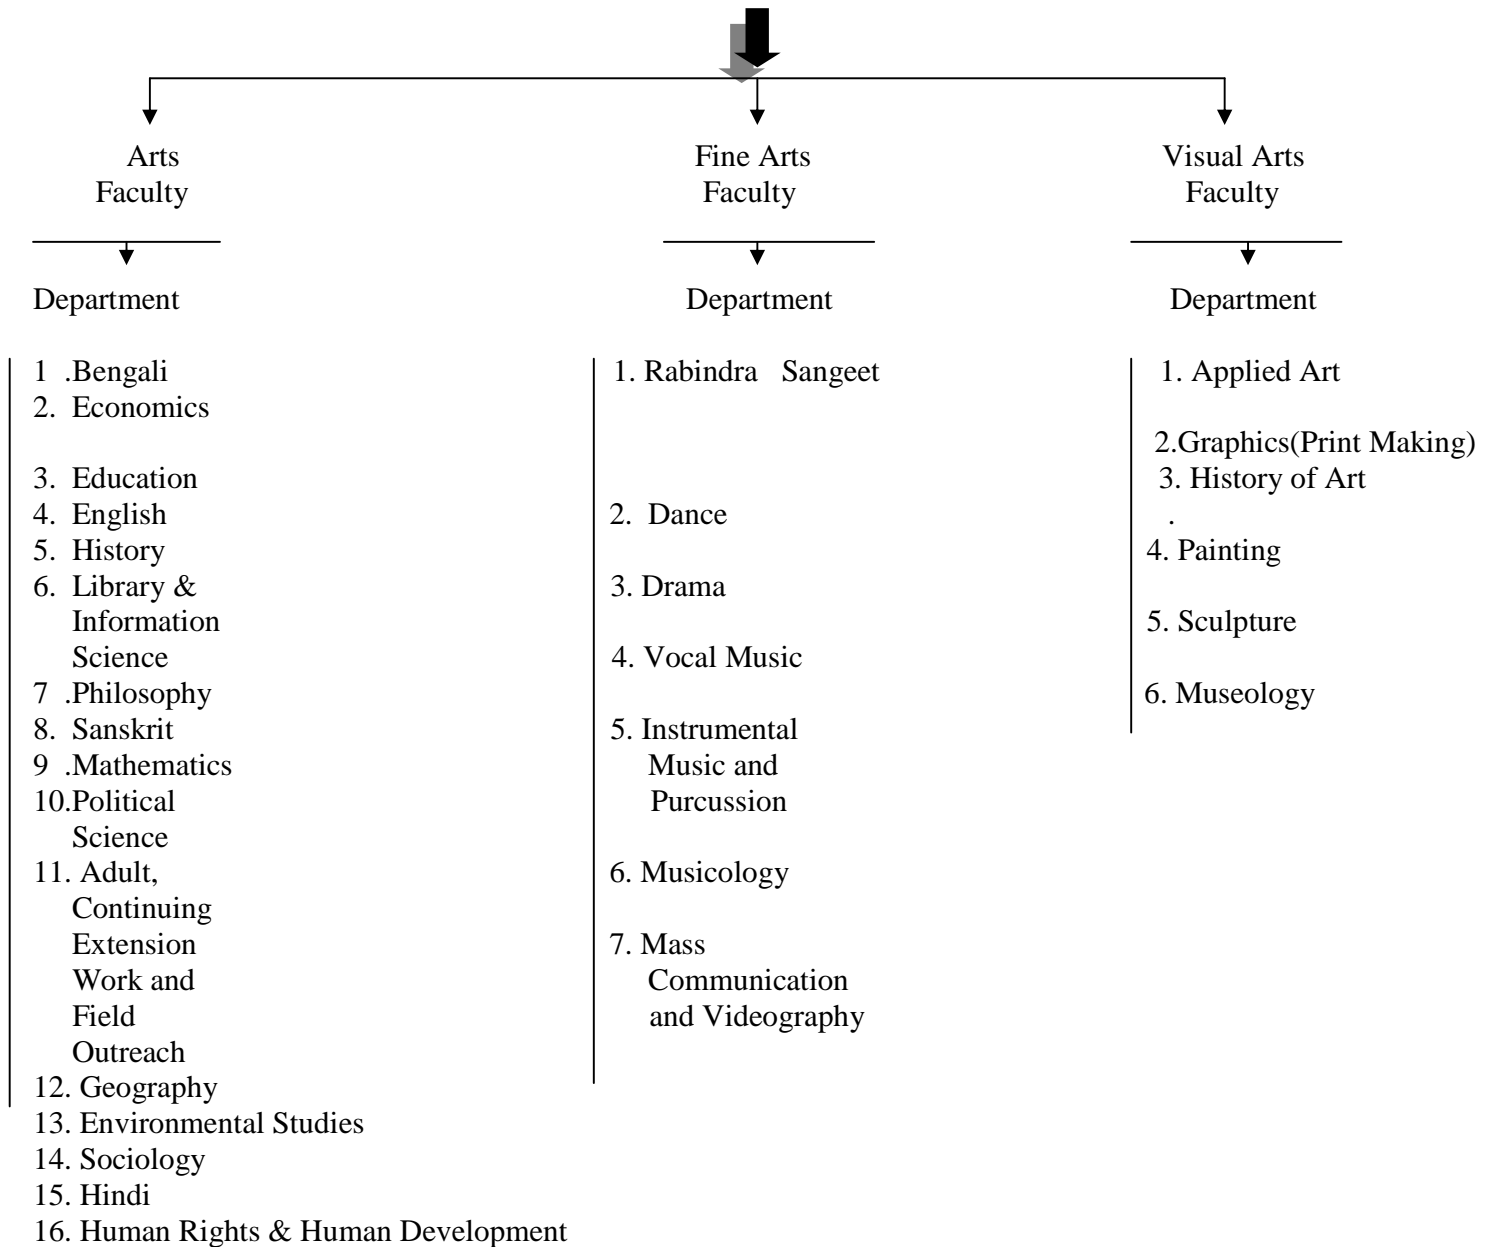 Arts
Faculty
Department
1 .Bengali
2. Economics
3. Education
4. English
5. History
6. Library &
Information
Science
7 .Philosophy
8. Sanskrit
9 .Mathematics
10.Political
Science
11. Adult,
Continuing
Extension
Work and
Field
Outreach
12. Geography
13. Environmental Studies
14. Sociology
15. Hindi
16. Human Rights & Human Development
Fine Arts
Faculty
Department
1. Rabindra Sangeet
2. Dance
3. Drama
4. Vocal Music
5. Instrumental
Music and
Purcussion
6. Musicology
7. Mass
Communication
and Videography
Visual Arts
Faculty
Department
1. Applied Art
2.Graphics(Print Making)
3. History of Art
.
4. Painting
5. Sculpture
6. Museology